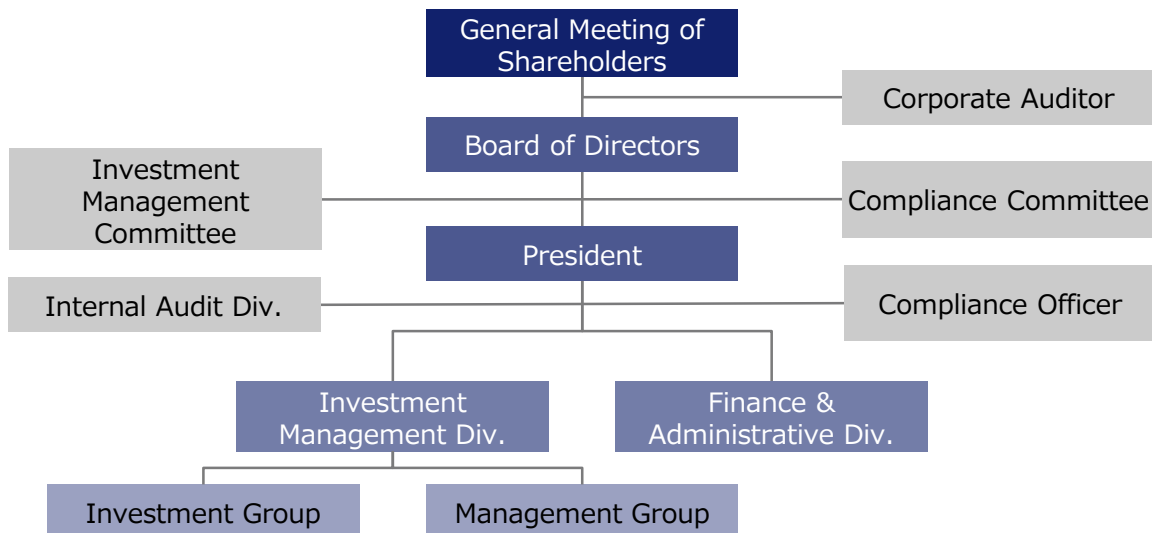 General Meeting of
Shareholders
Corporate Auditor
Board of Directors
Investment
Management
Committee
Compliance Committee
President
Internal Audit Div.
Compliance Officer
Investment
Management Div.
Finance &
Administrative Div.
Investment Group
Management Group